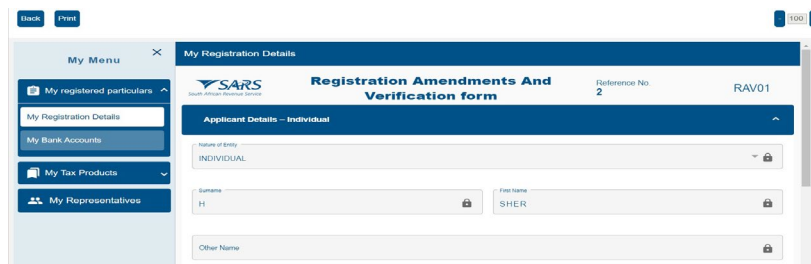 Back Print - 100
My Menu ×
My Registration Details
SARS
South African Revenue Service
Registration Amendments And
Verification form
Reference No.
2
RAV01
My registered particulars
My Registration Details
My Bank Accounts
My Tax Products
My Representatives
Applicant Details – Individual
Nature of Entity
INDIVIDUAL
Surname
H
First Name
SHER
Other Name